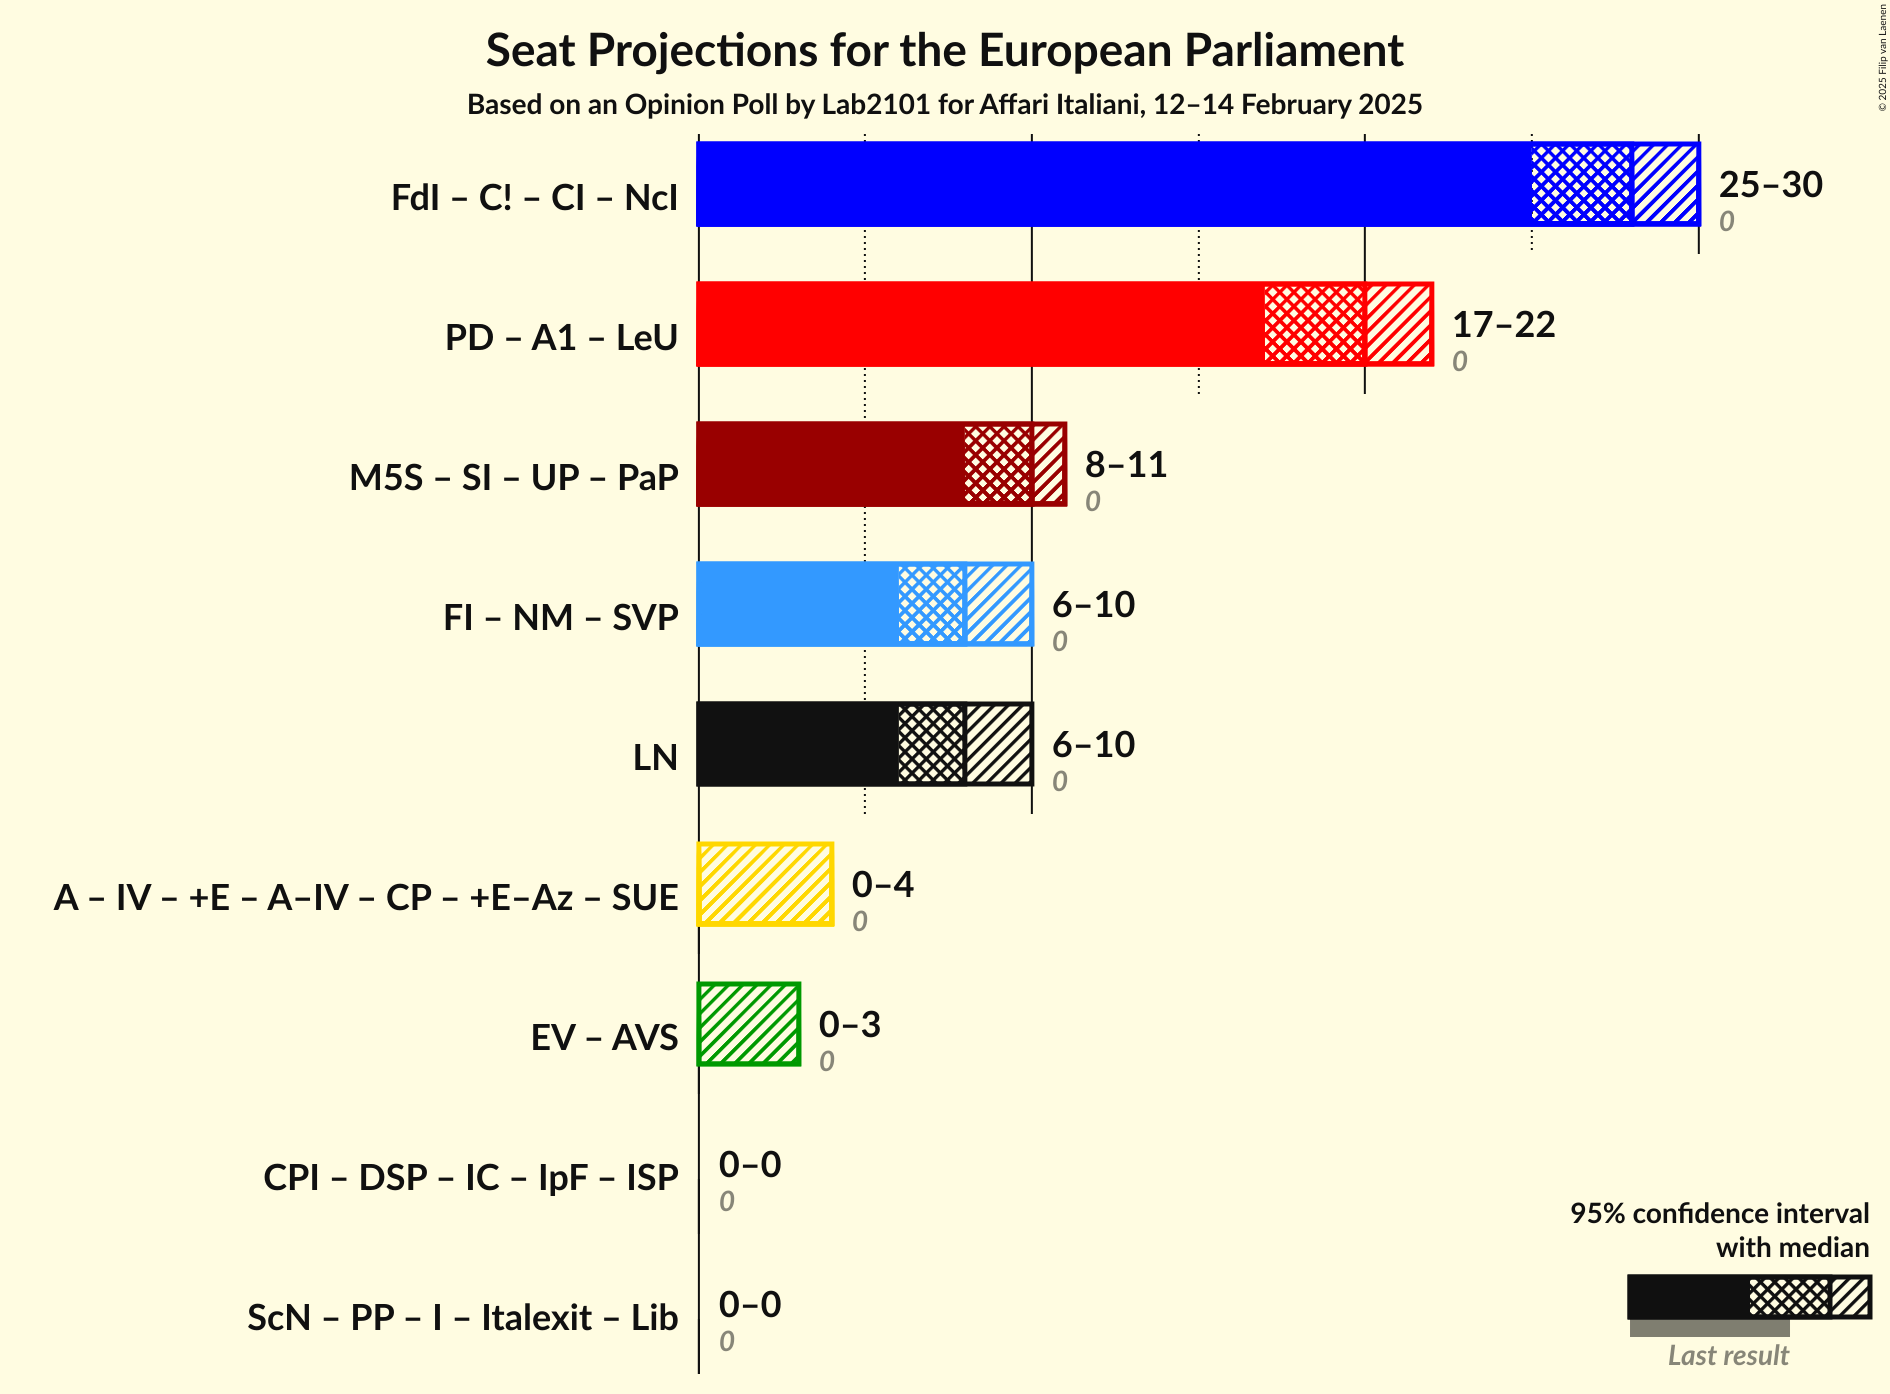 Seat Projections for the European Parliament
Based on an Opinion Poll by Lab2101 for Affari Italiani, 12–14 February 2025
© 2025 Filip van Laenen
FdI – C! – CI – NcI
25–30
0
PD – A1 – LeU
17–22
0
M5S – SI – UP – PaP
8–11
0
FI – NM – SVP
6–10
0
LN
6–10
0
A – IV – +E – A–IV – CP – +E–Az – SUE
0–4
0
EV – AVS
0–3
0
CPI – DSP – IC – IpF – ISP
0–0
0
ScN – PP – I – Italexit – Lib
0–0
0
95% confidence interval
with median
Last result